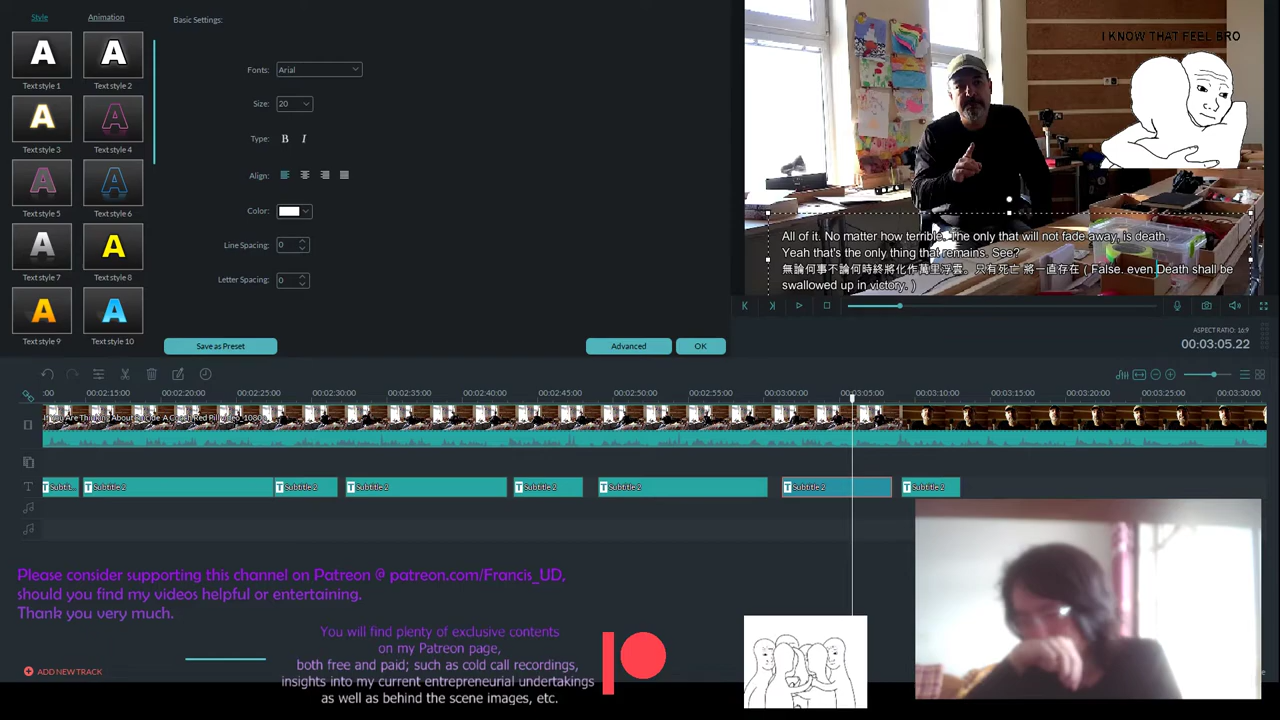 Style
Animation
Basic Settings:
A
A
Text style 1
Text style 2
A
A
Text style 3
Text style 4
A
A
Text style 5
Text style 6
A
A
Text style 7
Text style 8
A
A
Text style 9
Text style 10
Fonts:
Arial
Size:
20
Type:
B
I
Align:
Color:
Line Spacing:
0
Letter Spacing:
0
Save as Preset
Advanced
OK
I KNOW THAT FEEL BRO
All of it. No matter how terrible. The only that will not fade away, is death.
Yeah that's the only thing that remains. See?
無論何事不論何時終將化作萬里浮雲。只有死亡 將一直存在（False. even.Death shall be
swallowed up in victory. )
ASPECT RATIO: 16:9
00:03:05.22
:00
00:02:15:00
00:02:20:00
00:02:25:00
00:02:30:00
00:02:35:00
00:02:40:00
00:02:45:00
00:02:50:00
00:02:55:00
00:03:00:00
00:03:05:00
00:03:10:00
00:03:15:00
00:03:20:00
00:03:25:00
00:03:30:00
If You Are Thinking About Suicide
T Subtit...
T Subtitle 2
T Subtitle 2
T Subtitle 2
T Subtitle 2
T Subtitle 2
T Subtitle 2
T Subtitle 2
Please consider supporting this channel on Patreon @ patreon.com/Francis_UD,
should you find my videos helpful or entertaining.
Thank you very much.
You will find plenty of exclusive contents
on my Patreon page,
both free and paid; such as cold call recordings,
insights into my current entrepreneurial undertakings
as well as behind the scene images, etc.
ADD NEW TRACK